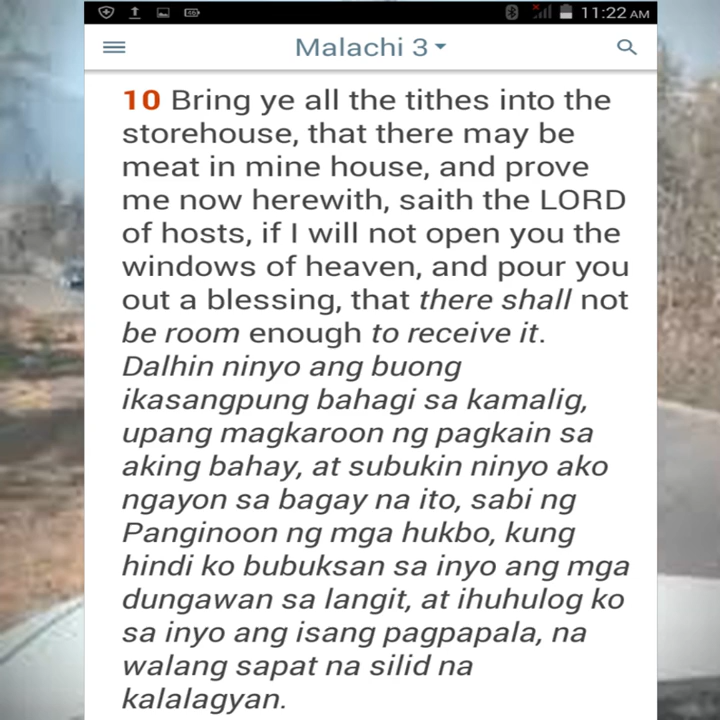 11:22 AM
Malachi 3
10 Bring ye all the tithes into the
storehouse, that there may be
meat in mine house, and prove
me now herewith, saith the LORD
of hosts, if I will not open you the
windows of heaven, and pour you
out a blessing, that there shall not
be room enough to receive it.
Dalhin ninyo ang buong
ikasangpung bahagi sa kamalig,
upang magkaroon ng pagkain sa
aking bahay, at subukin ninyo ako
ngayon sa bagay na ito, sabi ng
Panginoon ng mga hukbo, kung
hindi ko bubuksan sa inyo ang mga
dungawan sa langit, at ihuhulog ko
sa inyo ang isang pagpapala, na
walang sapat na silid na
kalalagyan.